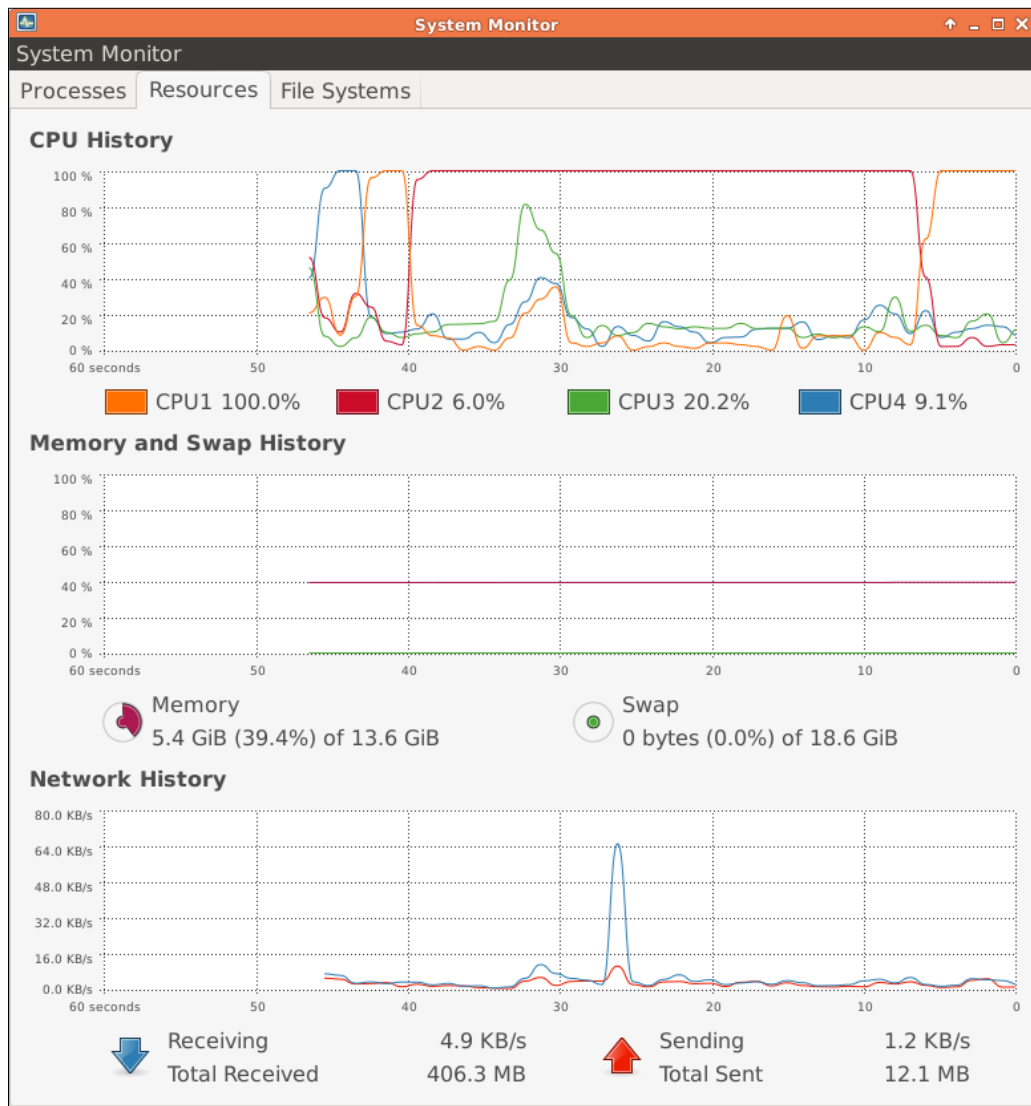 System Monitor
System Monitor
Processes Resources File Systems
CPU History
100 %
80 %
60 %
40 %
20 %
0 %
60 seconds 50 40 30 20 10 0
CPU1 100.0% CPU2 6.0% CPU3 20.2% CPU4 9.1%
Memory and Swap History
100 %
80 %
60 %
40 %
20 %
0 %
60 seconds 50 40 30 20 10 0
Memory
5.4 GiB (39.4%) of 13.6 GiB
Swap
0 bytes (0.0%) of 18.6 GiB
Network History
80.0 KB/s
64.0 KB/s
48.0 KB/s
32.0 KB/s
16.0 KB/s
0.0 KB/s
60 seconds 50 40 30 20 10 0
Receiving 4.9 KB/s
Total Received 406.3 MB
Sending 1.2 KB/s
Total Sent 12.1 MB